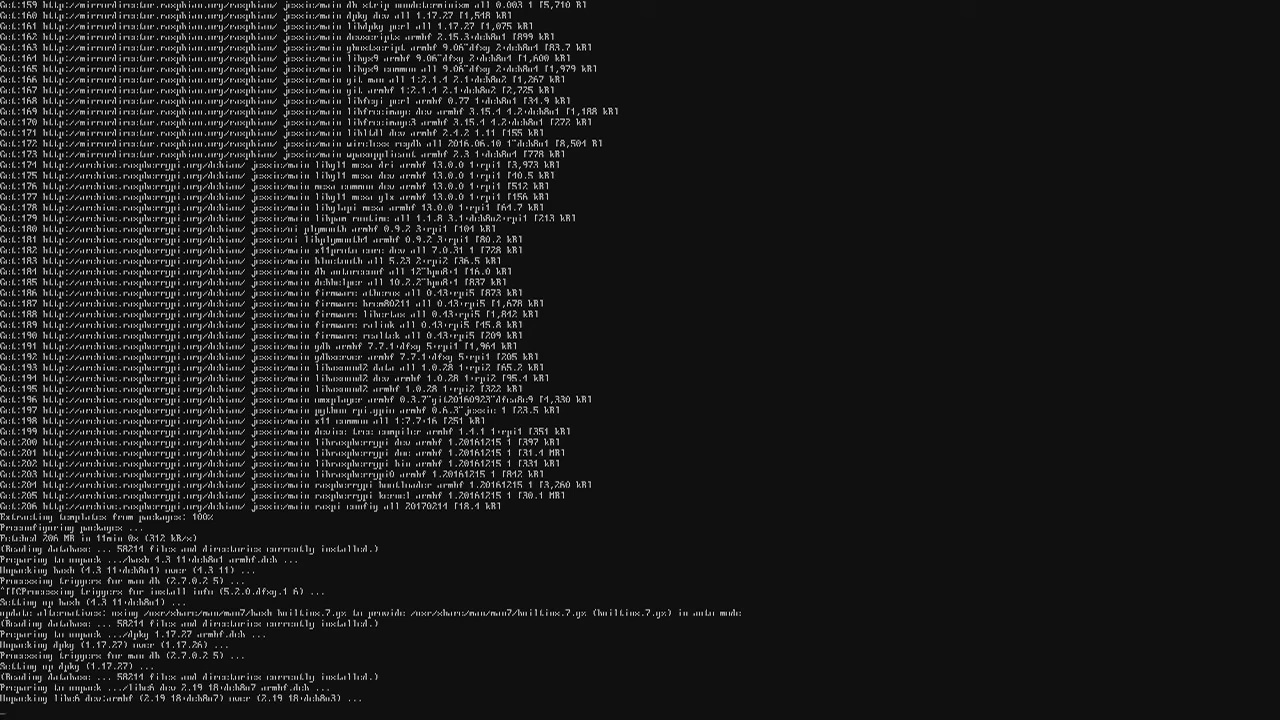 Get:159 http://mirrordirector.raspbian.org/raspbian/ jessie/main dh-strip-nondeterminism all 0.003-1 [5,710 B]
Get:160 http://mirrordirector.raspbian.org/raspbian/ jessie/main dpkg-dev all 1.17.27 [1,548 kB]
Get:161 http://mirrordirector.raspbian.org/raspbian/ jessie/main libdpkg-perl all 1.17.27 [1,075 kB]
Get:162 http://mirrordirector.raspbian.org/raspbian/ jessie/main devscripts armhf 2.15.3+deb8u1 [899 kB]
Get:163 http://mirrordirector.raspbian.org/raspbian/ jessie/main ghostscript armhf 9.06~dfsg-2+deb8u4 [83.7 kB]
Get:164 http://mirrordirector.raspbian.org/raspbian/ jessie/main libgs9 armhf 9.06~dfsg-2+deb8u4 [1,600 kB]
Get:165 http://mirrordirector.raspbian.org/raspbian/ jessie/main libgs9-common all 9.06~dfsg-2+deb8u4 [1,979 kB]
Get:166 http://mirrordirector.raspbian.org/raspbian/ jessie/main git-man all 1:2.1.4-2.1+deb8u2 [1,267 kB]
Get:167 http://mirrordirector.raspbian.org/raspbian/ jessie/main git armhf 1:2.1.4-2.1+deb8u2 [2,725 kB]
Get:168 http://mirrordirector.raspbian.org/raspbian/ jessie/main libfcgi-perl armhf 0.77-1+deb8u1 [34.9 kB]
Get:169 http://mirrordirector.raspbian.org/raspbian/ jessie/main libfreeimage-dev armhf 3.15.4-4.2+deb8u1 [1,188 kB]
Get:170 http://mirrordirector.raspbian.org/raspbian/ jessie/main libfreeimage3 armhf 3.15.4-4.2+deb8u1 [272 kB]
Get:171 http://mirrordirector.raspbian.org/raspbian/ jessie/main libltdl-dev armhf 2.4.2-1.11 [155 kB]
Get:172 http://mirrordirector.raspbian.org/raspbian/ jessie/main wireless-regdb all 2016.06.10-1~deb8u1 [8,504 B]
Get:173 http://mirrordirector.raspbian.org/raspbian/ jessie/main wpasupplicant armhf 2.3-1+deb8u4 [778 kB]
Get:174 http://archive.raspberrypi.org/debian/ jessie/main libgl1-mesa-dri armhf 13.0.0-1+rpi1 [3,973 kB]
Get:175 http://archive.raspberrypi.org/debian/ jessie/main libgl1-mesa-dev armhf 13.0.0-1+rpi1 [40.5 kB]
Get:176 http://archive.raspberrypi.org/debian/ jessie/main mesa-common-dev armhf 13.0.0-1+rpi1 [512 kB]
Get:177 http://archive.raspberrypi.org/debian/ jessie/main libgl1-mesa-glx armhf 13.0.0-1+rpi1 [156 kB]
Get:178 http://archive.raspberrypi.org/debian/ jessie/main libglapi-mesa armhf 13.0.0-1+rpi1 [64.7 kB]
Get:179 http://archive.raspberrypi.org/debian/ jessie/main libpam-runtime all 1.1.8-3.1+deb8u2+rpi1 [213 kB]
Get:180 http://archive.raspberrypi.org/debian/ jessie/ui plymouth armhf 0.9.2-3+rpi1 [104 kB]
Get:181 http://archive.raspberrypi.org/debian/ jessie/ui libplymouth4 armhf 0.9.2-3+rpi1 [80.2 kB]
Get:182 http://archive.raspberrypi.org/debian/ jessie/main x11proto-core-dev all 7.0.31-1 [728 kB]
Get:183 http://archive.raspberrypi.org/debian/ jessie/main bluetooth all 5.23-2+rpi2 [36.5 kB]
Get:184 http://archive.raspberrypi.org/debian/ jessie/main dh-autoreconf all 12~bpo8+1 [16.0 kB]
Get:185 http://archive.raspberrypi.org/debian/ jessie/main debhelper all 10.2.2~bpo8+1 [837 kB]
Get:186 http://archive.raspberrypi.org/debian/ jessie/main firmware-atheros all 0.43+rpi5 [873 kB]
Get:187 http://archive.raspberrypi.org/debian/ jessie/main firmware-brcm80211 all 0.43+rpi5 [1,678 kB]
Get:188 http://archive.raspberrypi.org/debian/ jessie/main firmware-libertas all 0.43+rpi5 [1,842 kB]
Get:189 http://archive.raspberrypi.org/debian/ jessie/main firmware-ralink all 0.43+rpi5 [45.8 kB]
Get:190 http://archive.raspberrypi.org/debian/ jessie/main firmware-realtek all 0.43+rpi5 [209 kB]
Get:191 http://archive.raspberrypi.org/debian/ jessie/main gdb armhf 7.7.1+dfsg-5+rpi1 [1,964 kB]
Get:192 http://archive.raspberrypi.org/debian/ jessie/main gdbserver armhf 7.7.1+dfsg-5+rpi1 [205 kB]
Get:193 http://archive.raspberrypi.org/debian/ jessie/main libasound2-data all 1.0.28-1+rpi2 [65.2 kB]
Get:194 http://archive.raspberrypi.org/debian/ jessie/main libasound2-dev armhf 1.0.28-1+rpi2 [95.4 kB]
Get:195 http://archive.raspberrypi.org/debian/ jessie/main libasound2 armhf 1.0.28-1+rpi2 [322 kB]
Get:196 http://archive.raspberrypi.org/debian/ jessie/main omxplayer armhf 0.3.7~git20160923~dfea8c9 [4,330 kB]
Get:197 http://archive.raspberrypi.org/debian/ jessie/main python-rpi.gpio armhf 0.6.3~jessie-1 [23.5 kB]
Get:198 http://archive.raspberrypi.org/debian/ jessie/main x11-common all 1:7.7+16 [251 kB]
Get:199 http://archive.raspberrypi.org/debian/ jessie/main device-tree-compiler armhf 1.4.1-1+rpi1 [351 kB]
Get:200 http://archive.raspberrypi.org/debian/ jessie/main libraspberrypi-dev armhf 1.20161215-1 [397 kB]
Get:201 http://archive.raspberrypi.org/debian/ jessie/main libraspberrypi-doc armhf 1.20161215-1 [31.4 MB]
Get:202 http://archive.raspberrypi.org/debian/ jessie/main libraspberrypi-bin armhf 1.20161215-1 [331 kB]
Get:203 http://archive.raspberrypi.org/debian/ jessie/main libraspberrypi0 armhf 1.20161215-1 [842 kB]
Get:204 http://archive.raspberrypi.org/debian/ jessie/main raspberrypi-bootloader armhf 1.20161215-1 [3,260 kB]
Get:205 http://archive.raspberrypi.org/debian/ jessie/main raspberrypi-kernel armhf 1.20161215-1 [30.1 MB]
Get:206 http://archive.raspberrypi.org/debian/ jessie/main raspi-config all 20170214 [18.4 kB]
Extracting templates from packages: 100%
Preconfiguring packages ...
Fetched 206 MB in 11min 0s (312 kB/s)
(Reading database ... 58214 files and directories currently installed.)
Preparing to unpack .../bash_4.3-11+deb8u1_armhf.deb ...
Unpacking bash (4.3-11+deb8u1) over (4.3-11) ...
Processing triggers for man-db (2.7.0.2-5) ...
^[[CProcessing triggers for install-info (5.2.0.dfsg.1-6) ...
Setting up bash (4.3-11+deb8u1) ...
update-alternatives: using /usr/share/man/man7/bash-builtins.7.gz to provide /usr/share/man/man7/builtins.7.gz (builtins.7.gz) in auto mode
(Reading database ... 58214 files and directories currently installed.)
Preparing to unpack .../dpkg_1.17.27_armhf.deb ...
Unpacking dpkg (1.17.27) over (1.17.26) ...
Processing triggers for man-db (2.7.0.2-5) ...
Setting up dpkg (1.17.27) ...
(Reading database ... 58214 files and directories currently installed.)
Preparing to unpack .../libc6-dev_2.19-18+deb8u7_armhf.deb ...
Unpacking libc6-dev:armhf (2.19-18+deb8u7) over (2.19-18+deb8u3) ...